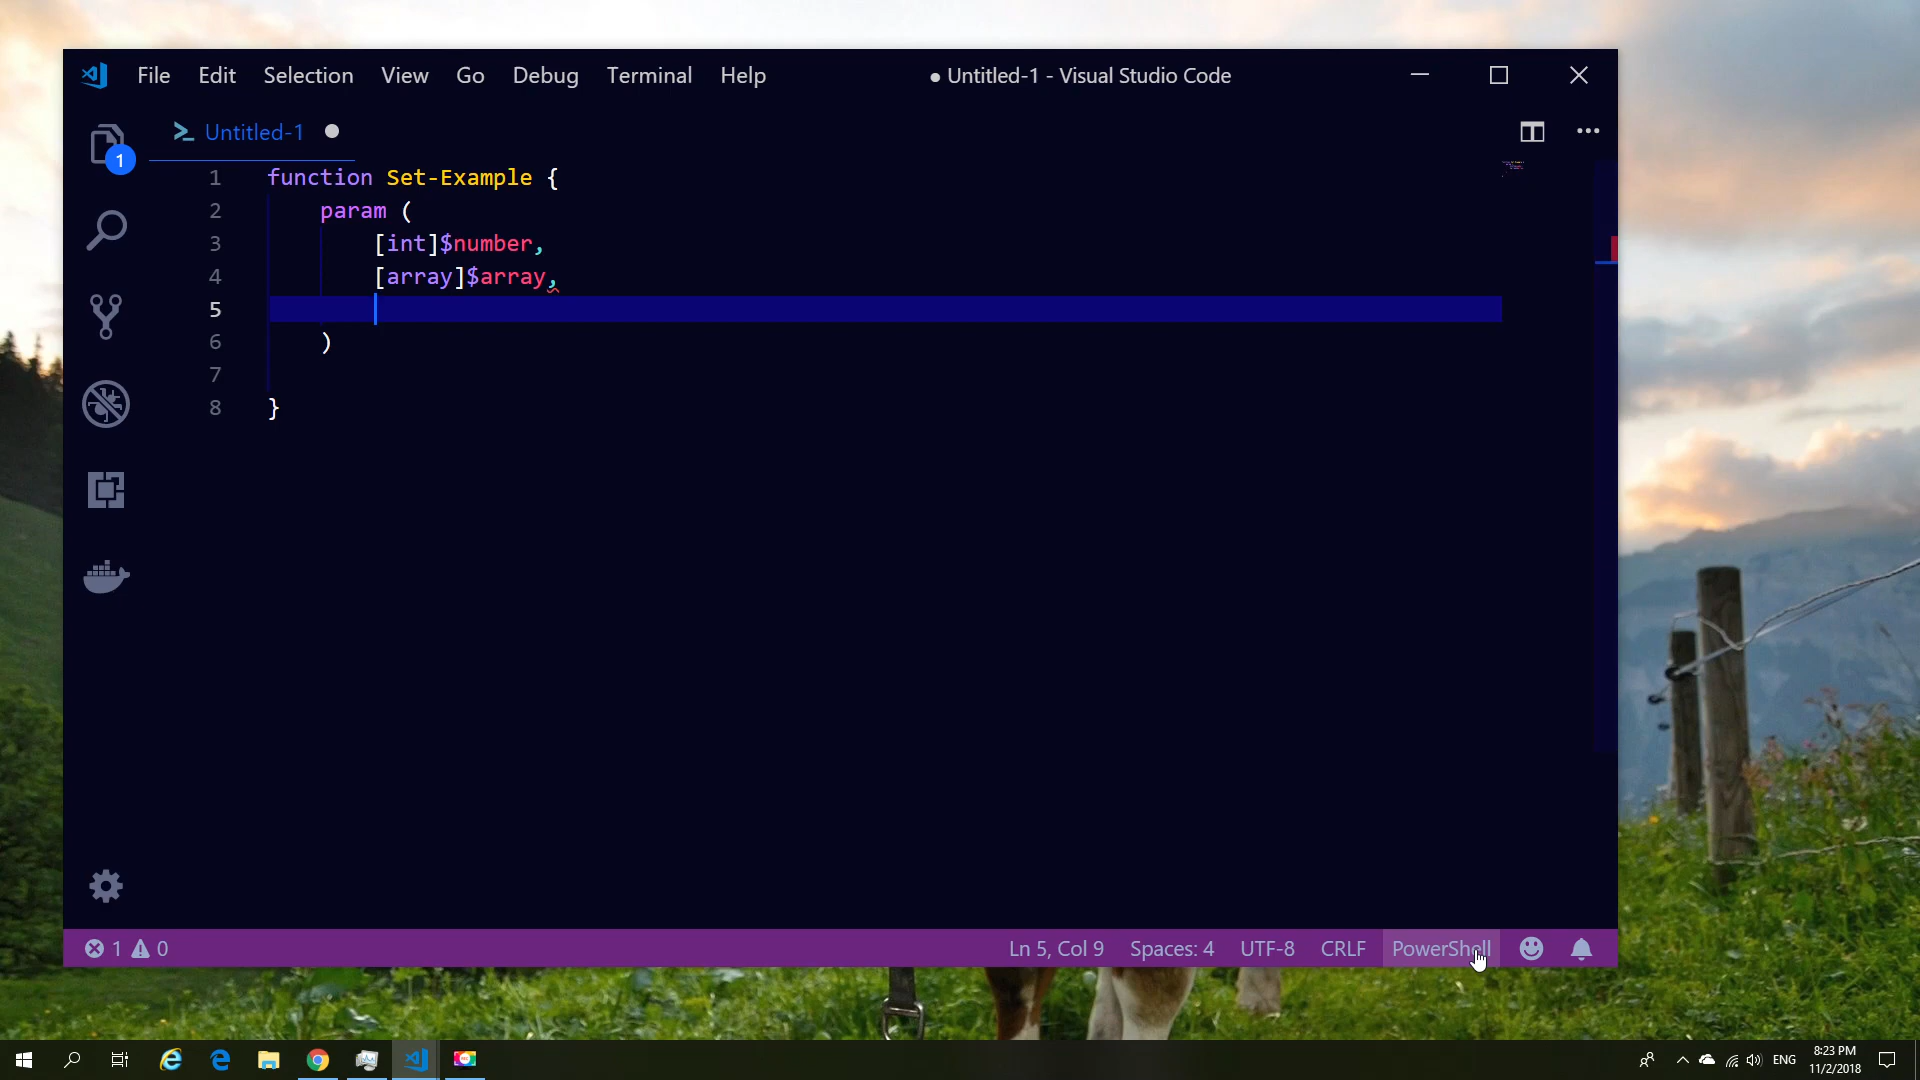 File Edit Selection View Go Debug Terminal Help ● Untitled-1 - Visual Studio Code
Untitled-1
1
1 function Set-Example {
2 param (
3 [int]$number,
4 [array]$array,
5
6 )
7
8 }
1 0 Ln 5, Col 9 Spaces: 4 UTF-8 CRLF PowerShell
ENG 8:23 PM
11/2/2018